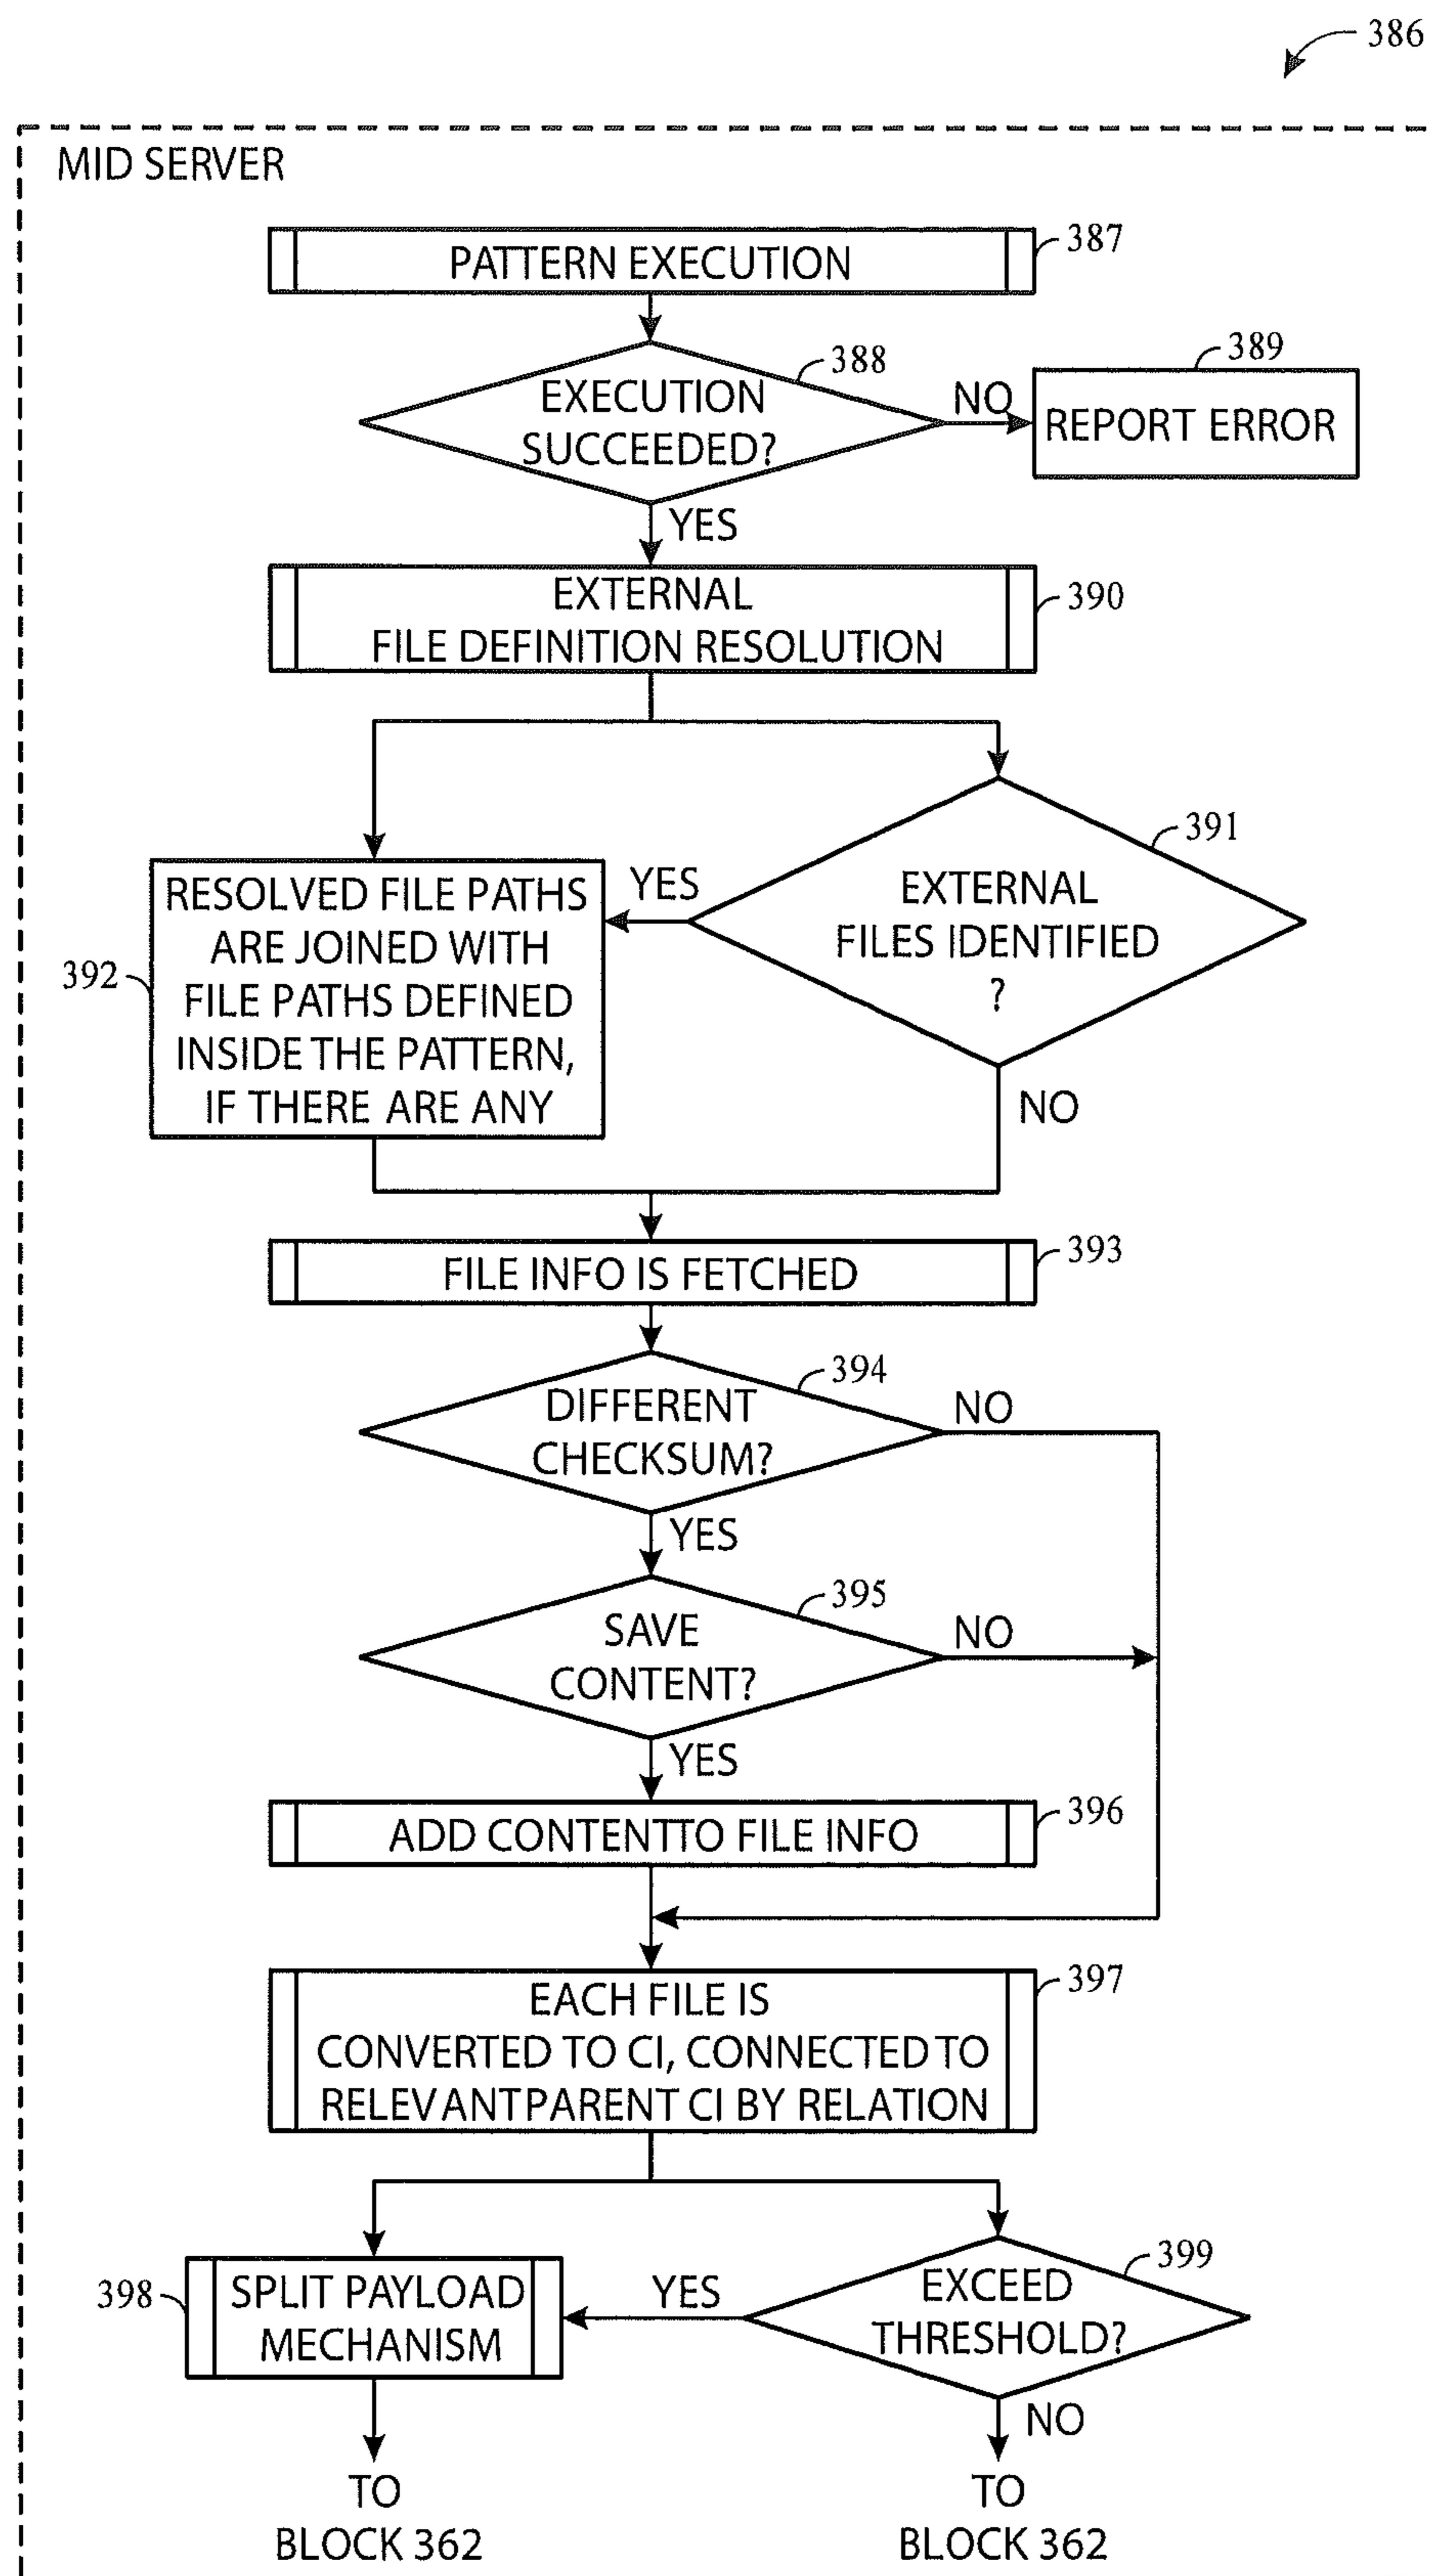 386
MID SERVER
PATTERN EXECUTION
387
EXECUTION
SUCCEEDED?
388
NO
389
REPORT ERROR
YES
EXTERNAL
FILE DEFINITION RESOLUTION
390
391
EXTERNAL
FILES IDENTIFIED
?
YES
392
RESOLVED FILE PATHS
ARE JOINED WITH
FILE PATHS DEFINED
INSIDE THE PATTERN,
IF THERE ARE ANY
NO
FILE INFO IS FETCHED
393
DIFFERENT
CHECKSUM?
394
NO
YES
SAVE
CONTENT?
395
NO
YES
ADD CONTENTTO FILE INFO
396
EACH FILE IS
CONVERTED TO CI, CONNECTED TO
RELEVANTPARENT CI BY RELATION
397
398
SPLIT PAYLOAD
MECHANISM
YES
EXCEED
THRESHOLD?
399
NO
TO
BLOCK 362
TO
BLOCK 362